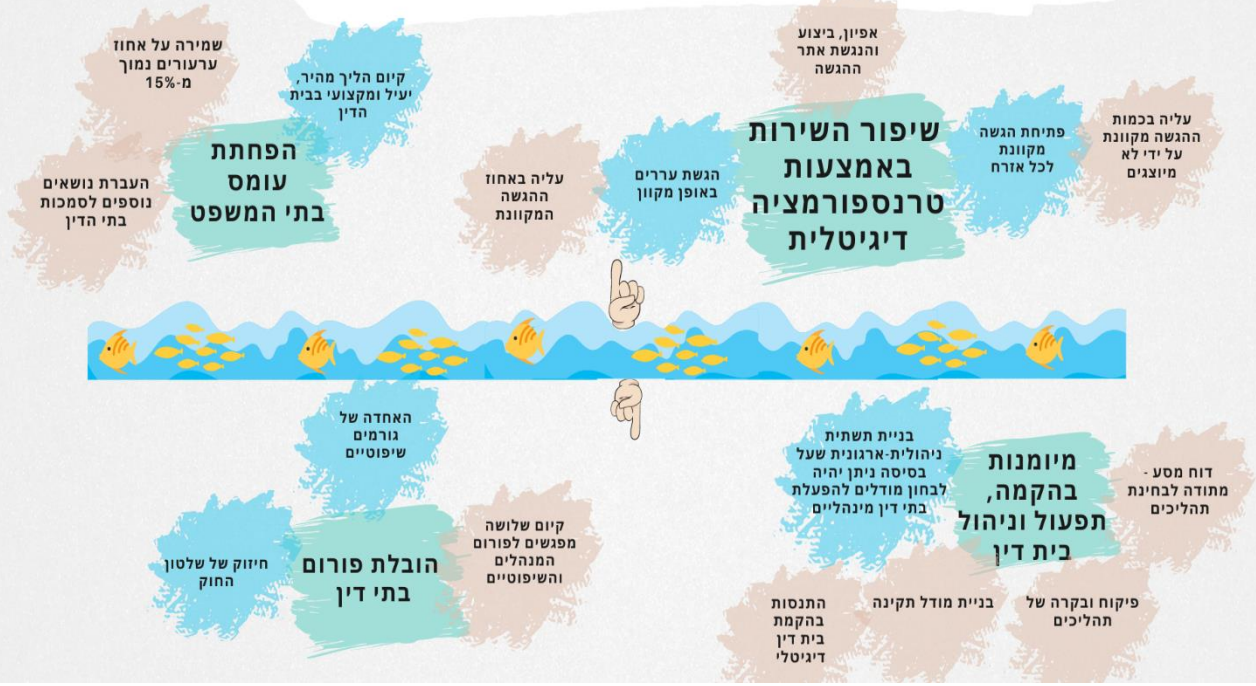 אפיון, ביצוע
והנגשת אתר
ההגשה
שיפור השירות
באמצעות
טרנספורמציה
דיגיטלית
פתיחת הגשה
מקוונת
לכל אזרח
עליה בכמות
ההגשה מקוונת
על ידי לא
מיוצגים
הגשת עררים
באופן מקוון
עליה באחוז
ההגשה
המקוונת
קיום הליך מהיר,
יעיל ומקצועי בבית
הדין
שמירה על אחוז
ערעורים נמוך
מ-15%
הפחתת
עומס
בתי המשפט
העברת נושאים
נוספים לסמכות
בתי הדין
דוח מסע -
מתודה לבחינת
תהליכים
מיומנות
בהקמה,
תפעול וניהול
בית דין
בניית תשתית
ניהולית-ארגונית שעל
בסיסה ניתן יהיה
לבחון מודלים להפעלת
בתי דין מינהליים
פיקוח ובקרה של
תהליכים
בניית מודל תקינה
התנסות
בהקמת
בית דין
דיגיטלי
האחדה של
גורמים
שיפוטיים
קיום שלושה
מפגשים לפורום
המנהלים
והשיפוטיים
הובלת פורום
בתי דין
חיזוק של שלטון
החוק